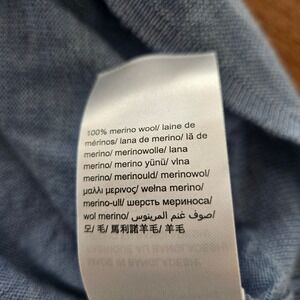 100% merino wool/ laine de
mérinos/ lana de merino/ lã de
merino/ merinowolle/ lana
merino/ merino yünü/ vlna
merino/ merinould/ merinowol/
μαλλί μερινος/ wełna merino/
merino-ull/ шерсть мериноса/
wol merino/ صوف غنم المرينوس/
모/ 毛/ 馬利諾羊毛/ 羊毛